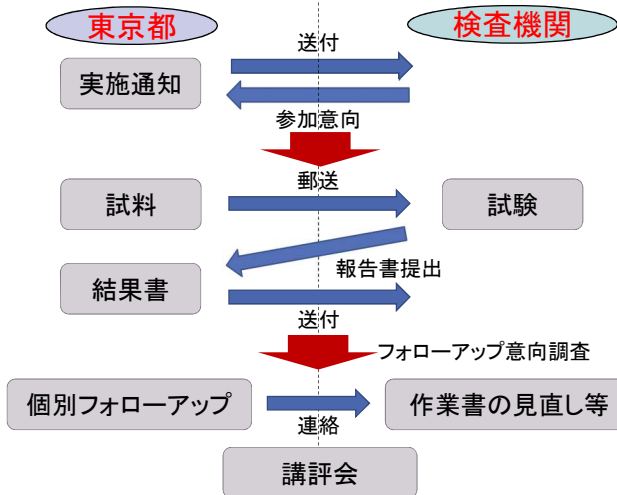 東京都
検査機関
送付
実施通知
参加意向
郵送
試料
試験
報告書提出
結果書
送付
フォローアップ意向調査
個別フォローアップ
作業書の見直し等
連絡
講評会